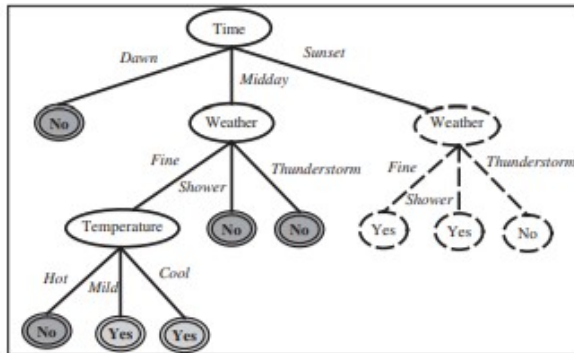 Time
Dawn
Midday
Sunset
No
Weather
Weather
Fine
Shower
Thunderstorm
Fine
Shower
Thunderstorm
Temperature
No
No
Yes
Yes
No
Hot
Mild
Cool
No
Yes
Yes